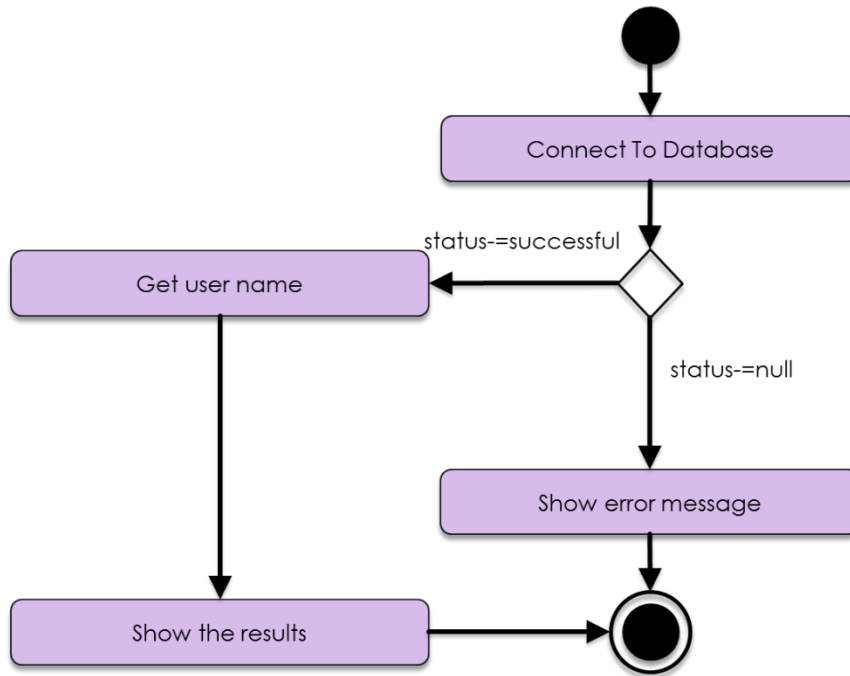 Connect To Database
status-=successful
Get user name
status-=null
Show error message
Show the results